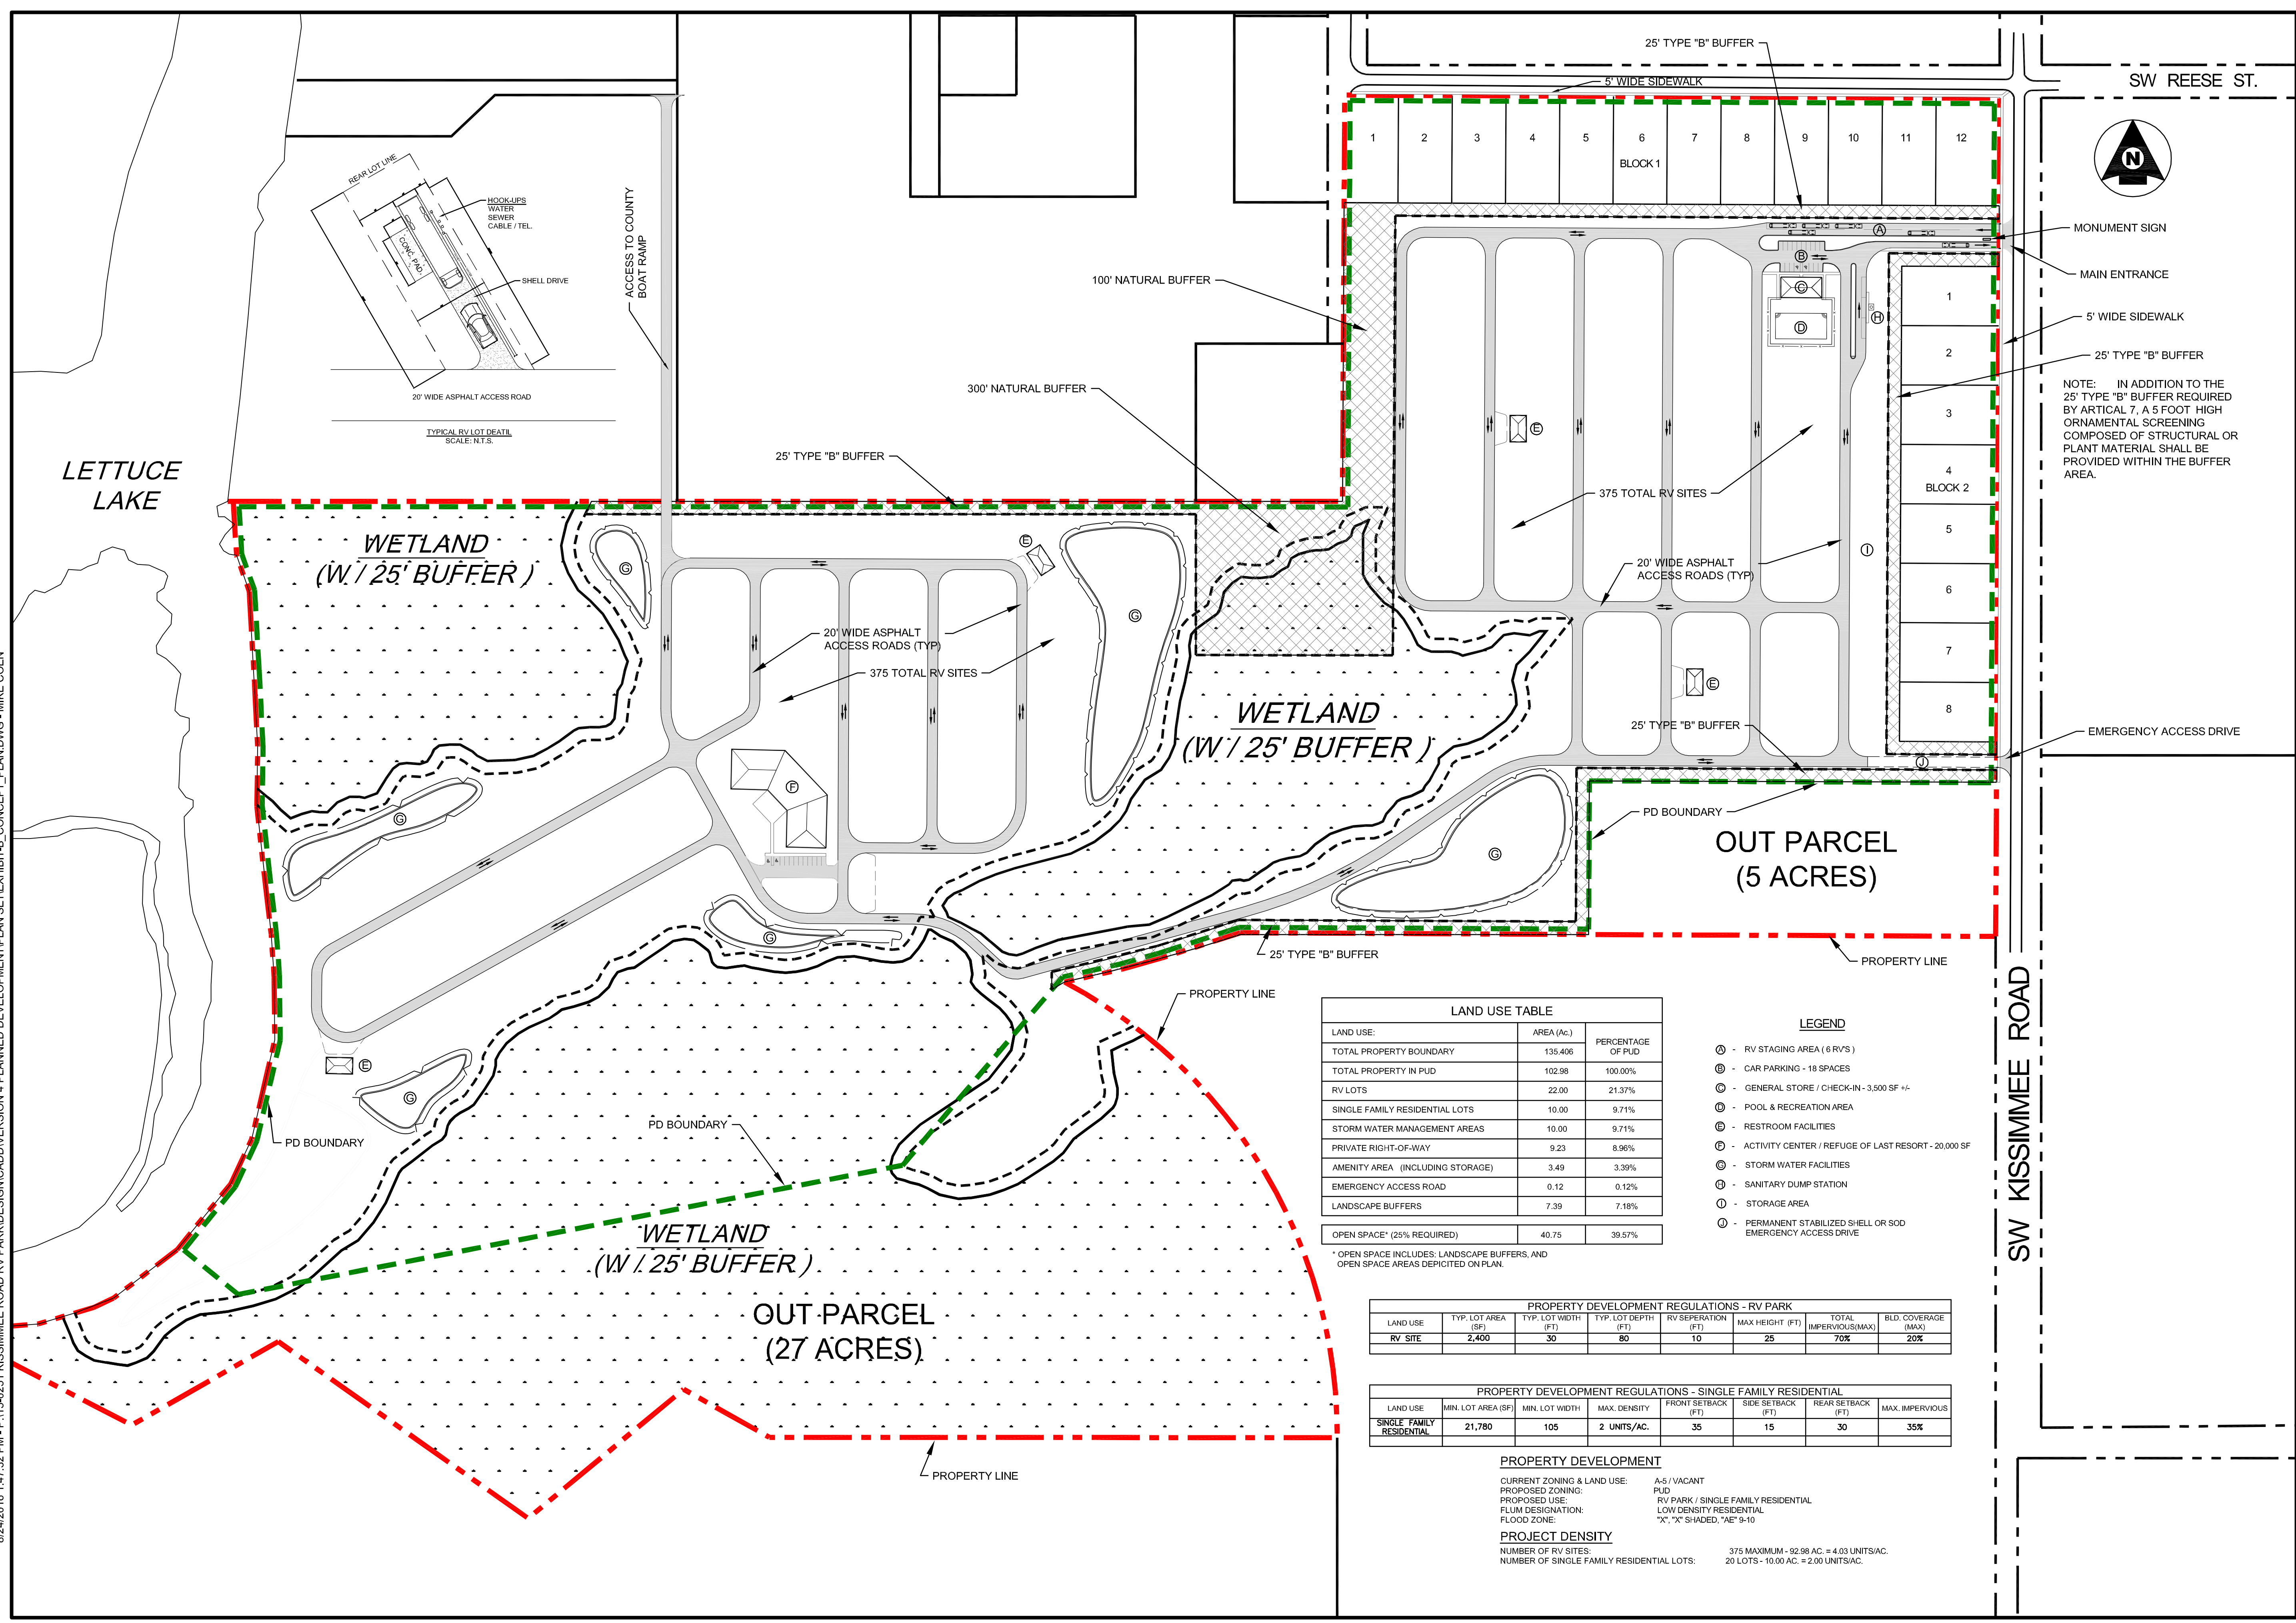 25' TYPE "B" BUFFER
5' WIDE SIDEWALK
SW REESE ST.
1 2 3 4 5 6 7 8 9 10 11 12
BLOCK 1
N
REAR LOT LINE
HOOK-UPS
WATER
SEWER
CABLE / TEL.
CONC. PAD.
SHELL DRIVE
20' WIDE ASPHALT ACCESS ROAD
TYPICAL RV LOT DEATIL
SCALE: N.T.S.
ACCESS TO COUNTY
BOAT RAMP
100' NATURAL BUFFER
300' NATURAL BUFFER
25' TYPE "B" BUFFER
A
B
C
D
H
E
MONUMENT SIGN
MAIN ENTRANCE
5' WIDE SIDEWALK
25' TYPE "B" BUFFER
NOTE: IN ADDITION TO THE
25' TYPE "B" BUFFER REQUIRED
BY ARTICAL 7, A 5 FOOT HIGH
ORNAMENTAL SCREENING
COMPOSED OF STRUCTURAL OR
PLANT MATERIAL SHALL BE
PROVIDED WITHIN THE BUFFER
AREA.
1
2
3
4
BLOCK 2
5
6
7
8
LETTUCE
LAKE
WETLAND
(W / 25' BUFFER )
G
E
G
375 TOTAL RV SITES
20' WIDE ASPHALT
ACCESS ROADS (TYP)
I
20' WIDE ASPHALT
ACCESS ROADS (TYP)
375 TOTAL RV SITES
E
WETLAND
(W / 25' BUFFER )
25' TYPE "B" BUFFER
EMERGENCY ACCESS DRIVE
J
F
G
PD BOUNDARY
OUT PARCEL
(5 ACRES)
G
G
25' TYPE "B" BUFFER
PROPERTY LINE
PROPERTY LINE
SW KISSIMMEE ROAD
E
G
PD BOUNDARY
PD BOUNDARY
WETLAND
(W / 25' BUFFER )
OUT PARCEL
(27 ACRES)
PROPERTY LINE
LAND USE TABLE
LAND USE: AREA (Ac.) PERCENTAGE
OF PUD
TOTAL PROPERTY BOUNDARY 135.406
TOTAL PROPERTY IN PUD 102.98 100.00%
RV LOTS 22.00 21.37%
SINGLE FAMILY RESIDENTIAL LOTS 10.00 9.71%
STORM WATER MANAGEMENT AREAS 10.00 9.71%
PRIVATE RIGHT-OF-WAY 9.23 8.96%
AMENITY AREA (INCLUDING STORAGE) 3.49 3.39%
EMERGENCY ACCESS ROAD 0.12 0.12%
LANDSCAPE BUFFERS 7.39 7.18%
OPEN SPACE* (25% REQUIRED) 40.75 39.57%
* OPEN SPACE INCLUDES: LANDSCAPE BUFFERS, AND
OPEN SPACE AREAS DEPICITED ON PLAN.
LEGEND
A - RV STAGING AREA ( 6 RV'S )
B - CAR PARKING - 18 SPACES
C - GENERAL STORE / CHECK-IN - 3,500 SF +/-
D - POOL & RECREATION AREA
E - RESTROOM FACILITIES
F - ACTIVITY CENTER / REFUGE OF LAST RESORT - 20,000 SF
G - STORM WATER FACILITIES
H - SANITARY DUMP STATION
I - STORAGE AREA
J - PERMANENT STABILIZED SHELL OR SOD
EMERGENCY ACCESS DRIVE
PROPERTY DEVELOPMENT REGULATIONS - RV PARK
LAND USE TYP. LOT AREA (SF) TYP. LOT WIDTH (FT) TYP. LOT DEPTH (FT) RV SEPERATION (FT) MAX HEIGHT (FT) TOTAL IMPERVIOUS(MAX) BLD. COVERAGE (MAX)
RV SITE 2,400 30 80 10 25 70% 20%
PROPERTY DEVELOPMENT REGULATIONS - SINGLE FAMILY RESIDENTIAL
LAND USE MIN. LOT AREA (SF) MIN. LOT WIDTH MAX. DENSITY FRONT SETBACK (FT) SIDE SETBACK (FT) REAR SETBACK (FT) MAX. IMPERVIOUS
SINGLE FAMILY RESIDENTIAL 21,780 105 2 UNITS/AC. 35 15 30 35%
PROPERTY DEVELOPMENT
CURRENT ZONING & LAND USE: A-5 / VACANT
PROPOSED ZONING: PUD
PROPOSED USE: RV PARK / SINGLE FAMILY RESIDENTIAL
FLUM DESIGNATION: LOW DENSITY RESIDENTIAL
FLOOD ZONE: "X", "X" SHADED, "AE" 9-10
PROJECT DENSITY
NUMBER OF RV SITES: 375 MAXIMUM - 92.98 AC. = 4.03 UNITS/AC.
NUMBER OF SINGLE FAMILY RESIDENTIAL LOTS: 20 LOTS - 10.00 AC. = 2.00 UNITS/AC.